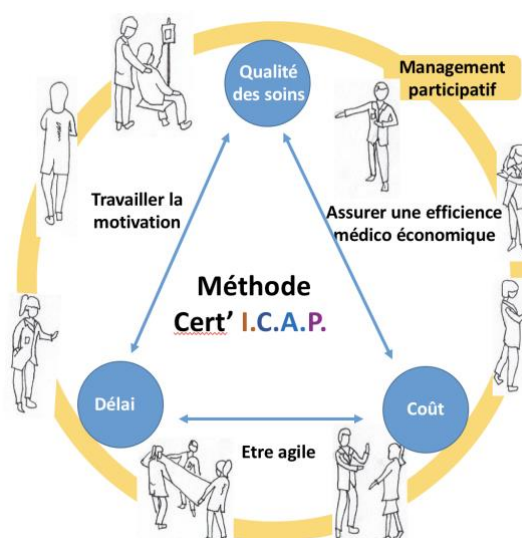 Qualité
des soins
Management
participatif
Travailler la
motivation
Assurer une efficience
médico économique
Méthode
Cert’ I.C.A.P.
Délai
Coût
Etre agile